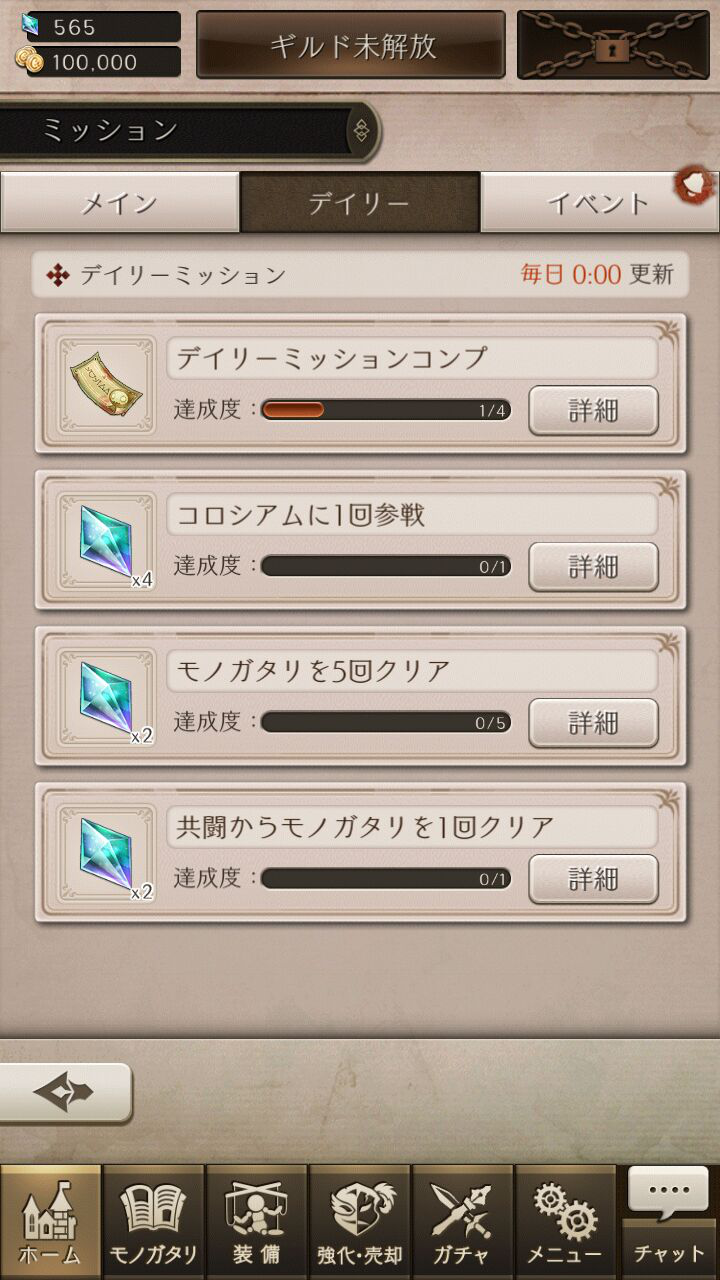 565
ギルド未解放
100,000
ミッション
メイン
デイリー
イベント
デイリーミッション
毎日 0:00 更新
デイリーミッションコンプ
達成度：
1/4
詳細
コロシアムに1回参戦
x4
達成度：
0/1
詳細
モノガタリを5回クリア
x2
達成度：
0/5
詳細
共闘からモノガタリを1回クリア
x2
達成度：
0/1
詳細
ホーム
モノガタリ
装備
強化・売却
ガチャ
メニュー
チャット